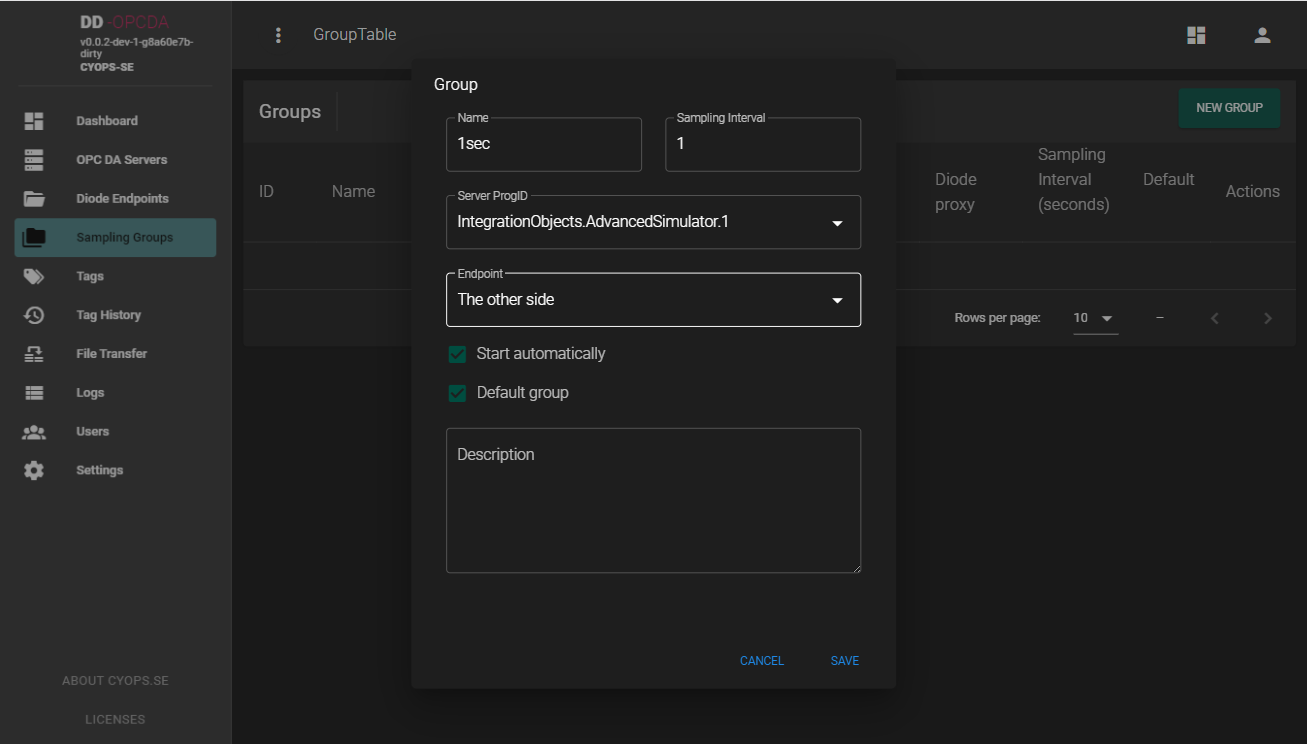 DD -OPCDA
v0.0.2-dev-1-g8a60e7b-
dirty
CYOPS-SE
Dashboard
OPC DA Servers
Diode Endpoints
Sampling Groups
Tags
Tag History
File Transfer
Logs
Users
Settings
ABOUT CYOPS.SE
LICENSES
GroupTable
Groups
NEW GROUP
ID
Name
Diode
proxy
Sampling
Interval
(seconds)
Default
Actions
Rows per page:
10
–
Group
Name
1sec
Sampling Interval
1
Server ProgID
IntegrationObjects.AdvancedSimulator.1
Endpoint
The other side
Start automatically
Default group
Description
CANCEL
SAVE